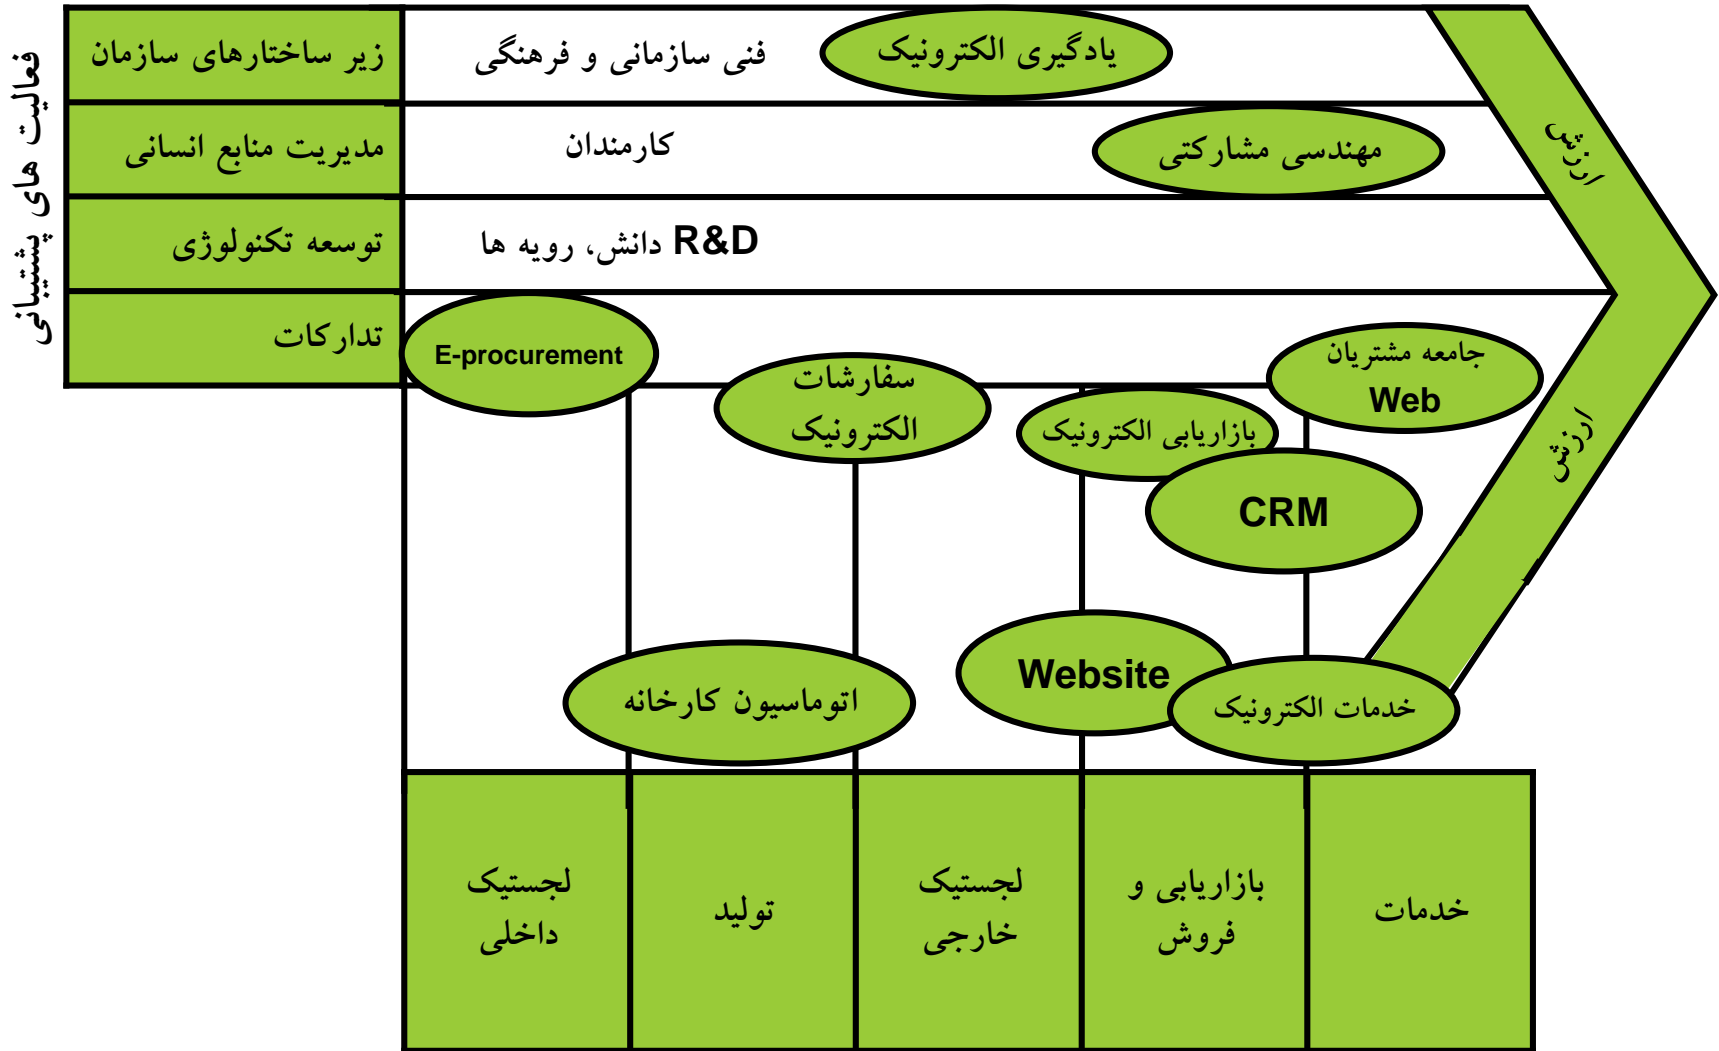 فعالیت های پشتیبانی
زیر ساختارهای سازمان
فنی سازمانی و فرهنگی
یادگیری الکترونیک
مدیریت منابع انسانی
کارمندان
مهندسی مشارکتی
توسعه تکنولوژی
R&D دانش، رویه ها
تدارکات
E-procurement
سفارشات
الکترونیک
بازاریابی الکترونیک
جامعه مشتریان
Web
CRM
ارزش
ارزش
اتوماسیون کارخانه
Website
خدمات الکترونیک
لجستیک
داخلی
تولید
لجستیک
خارجی
بازاریابی و
فروش
خدمات